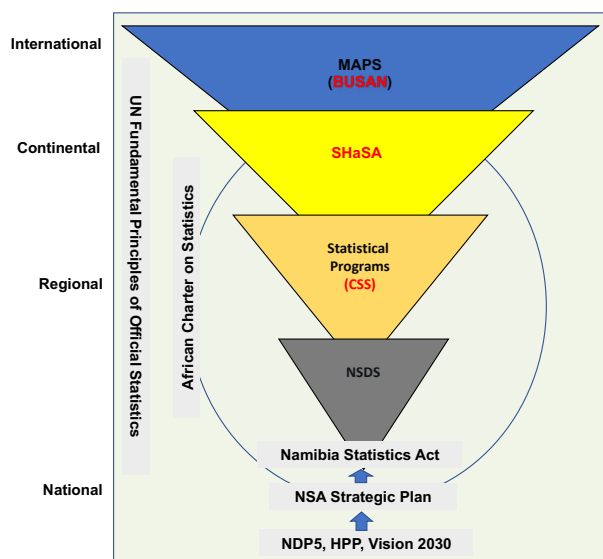 International
MAPS
(BUSAN)
UN Fundamental Principles of Official Statistics
Continental
SHaSA
African Charter on Statistics
Regional
Statistical
Programs
(CSS)
NSDS
Namibia Statistics Act
National
NSA Strategic Plan
NDP5, HPP, Vision 2030